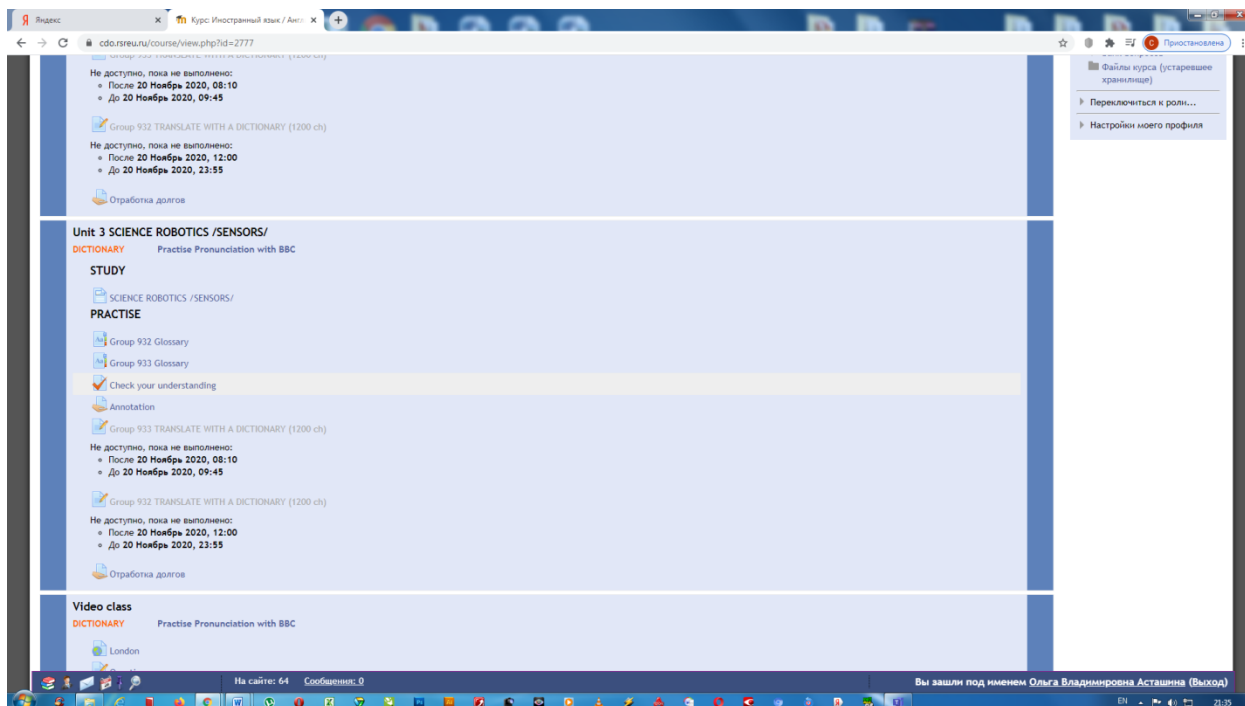 Яндекс
Курс: Иностранный язык / Англ
cdo.rsreu.ru/course/view.php?id=2777
Приостановлена
Group 933 TRANSLATE WITH A DICTIONARY (1200 ch)
Не доступно, пока не выполнено:
После 20 Ноябрь 2020, 08:10
До 20 Ноябрь 2020, 09:45
Group 932 TRANSLATE WITH A DICTIONARY (1200 ch)
Не доступно, пока не выполнено:
После 20 Ноябрь 2020, 12:00
До 20 Ноябрь 2020, 23:55
Отработка долгов
Unit 3 SCIENCE ROBOTICS /SENSORS/
DICTIONARY Practise Pronunciation with BBC
STUDY
SCIENCE ROBOTICS /SENSORS/
PRACTISE
Group 932 Glossary
Group 933 Glossary
Check your understanding
Annotation
Group 933 TRANSLATE WITH A DICTIONARY (1200 ch)
Не доступно, пока не выполнено:
После 20 Ноябрь 2020, 08:10
До 20 Ноябрь 2020, 09:45
Group 932 TRANSLATE WITH A DICTIONARY (1200 ch)
Не доступно, пока не выполнено:
После 20 Ноябрь 2020, 12:00
До 20 Ноябрь 2020, 23:55
Отработка долгов
Video class
DICTIONARY Practise Pronunciation with BBC
London
Файлы курса (устаревшее
хранилище)
Переключиться к роли...
Настройки моего профиля
На сайте: 64 Сообщения: 0
Вы зашли под именем Ольга Владимировна Асташина (Выход)
EN 21:35